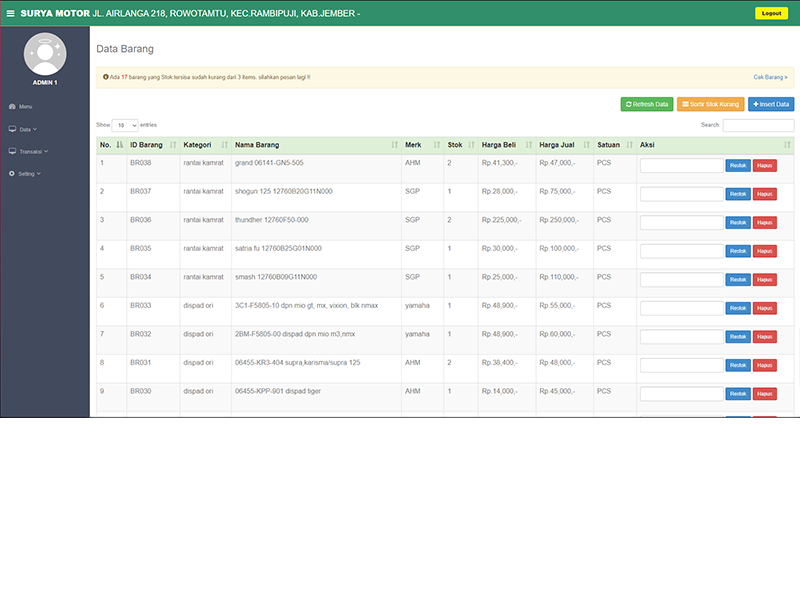 SURYA MOTOR JL. AIRLANGA 218, ROWOTAMTU, KEC.RAMBIPUJI, KAB.JEMBER -
Logout
ADMIN 1
Menu
Data
Transaksi
Setting
Data Barang
Ada 17 barang yang Stok tersisa sudah kurang dari 3 items. silahkan pesan lagi !!
Cek Barang »
Refresh Data
Sortir Stok Kurang
Insert Data
Show 10 entries
Search:
No. ID Barang Kategori Nama Barang Merk Stok Harga Beli Harga Jual Satuan Aksi
1 BR038 rantai kamrat grand 06141-GN5-505 AHM 2 Rp.41,300,- Rp.47,000,- PCS Restok Hapus
2 BR037 rantai kamrat shogun 125 12760B20G11N000 SGP 1 Rp.28,000,- Rp.75,000,- PCS Restok Hapus
3 BR036 rantai kamrat thundher 12760F50-000 SGP 2 Rp.225,000,- Rp.250,000,- PCS Restok Hapus
4 BR035 rantai kamrat satria fu 12760B25G01N000 SGP 1 Rp.30,000,- Rp.100,000,- PCS Restok Hapus
5 BR034 rantai kamrat smash 12760B09G11N000 SGP 1 Rp.25,000,- Rp.110,000,- PCS Restok Hapus
6 BR033 dispad ori 3C1-F5805-10 dpn mio gt, mx, vixion, blk nmax yamaha 1 Rp.48,900,- Rp.55,000,- PCS Restok Hapus
7 BR032 dispad ori 2BM-F5805-00 dispad dpn mio m3,nmx yamaha 1 Rp.48,900,- Rp.60,000,- PCS Restok Hapus
8 BR031 dispad ori 06455-KR3-404 supra,karisma/supra 125 AHM 2 Rp.38,400,- Rp.48,000,- PCS Restok Hapus
9 BR030 dispad ori 06455-KPP-901 dispad tiger AHM 1 Rp.14,000,- Rp.45,000,- PCS Restok Hapus